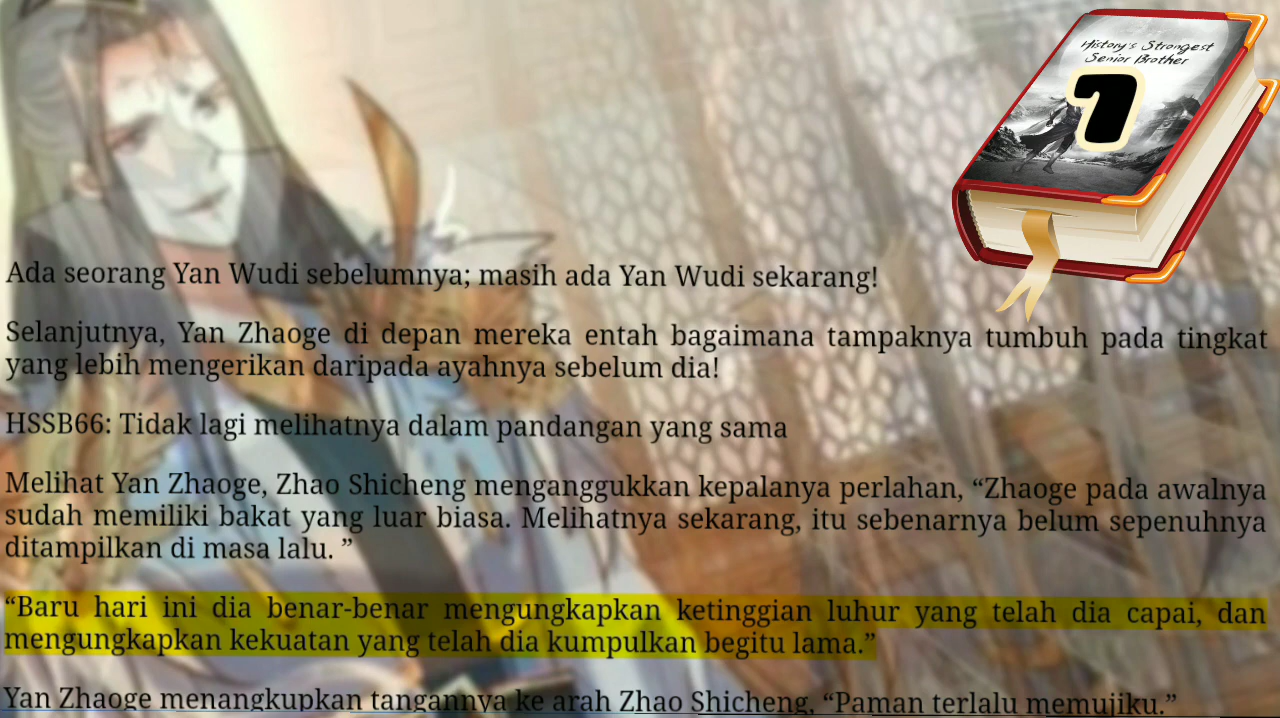 History's Strongest
Senior Brother
7
Ada seorang Yan Wudi sebelumnya; masih ada Yan Wudi sekarang!
Selanjutnya, Yan Zhaoge di depan mereka entah bagaimana tampaknya tumbuh pada tingkat
yang lebih mengerikan daripada ayahnya sebelum dia!
HSSB66: Tidak lagi melihatnya dalam pandangan yang sama
Melihat Yan Zhaoge, Zhao Shicheng menganggukkan kepalanya perlahan, “Zhaoge pada awalnya
sudah memiliki bakat yang luar biasa. Melihatnya sekarang, itu sebenarnya belum sepenuhnya
ditampilkan di masa lalu. ”
“Baru hari ini dia benar-benar mengungkapkan ketinggian luhur yang telah dia capai, dan
mengungkapkan kekuatan yang telah dia kumpulkan begitu lama.”
Yan Zhaoge menangkupkan tangannya ke arah Zhao Shicheng, “Paman terlalu memujiku.”